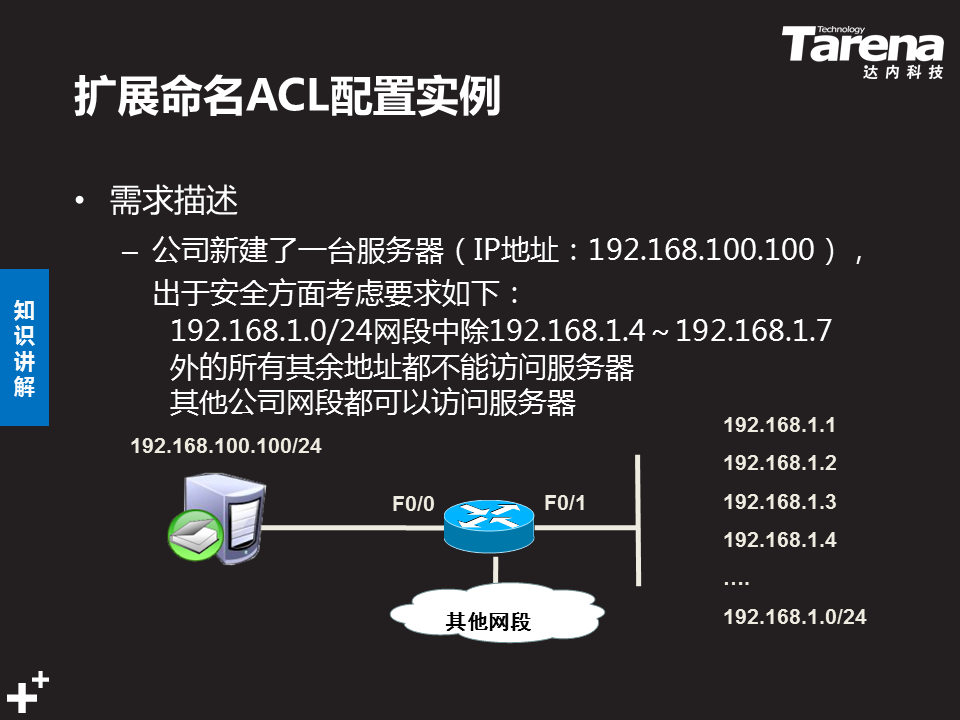 Technology
Tarena
达内科技
扩展命名ACL配置实例
• 需求描述
– 公司新建了一台服务器（IP地址：192.168.100.100），
出于安全方面考虑要求如下：
192.168.1.0/24网段中除192.168.1.4～192.168.1.7
外的所有其余地址都不能访问服务器
其他公司网段都可以访问服务器
知识讲解
192.168.100.100/24
F0/0
F0/1
其他网段
192.168.1.1
192.168.1.2
192.168.1.3
192.168.1.4
….
192.168.1.0/24